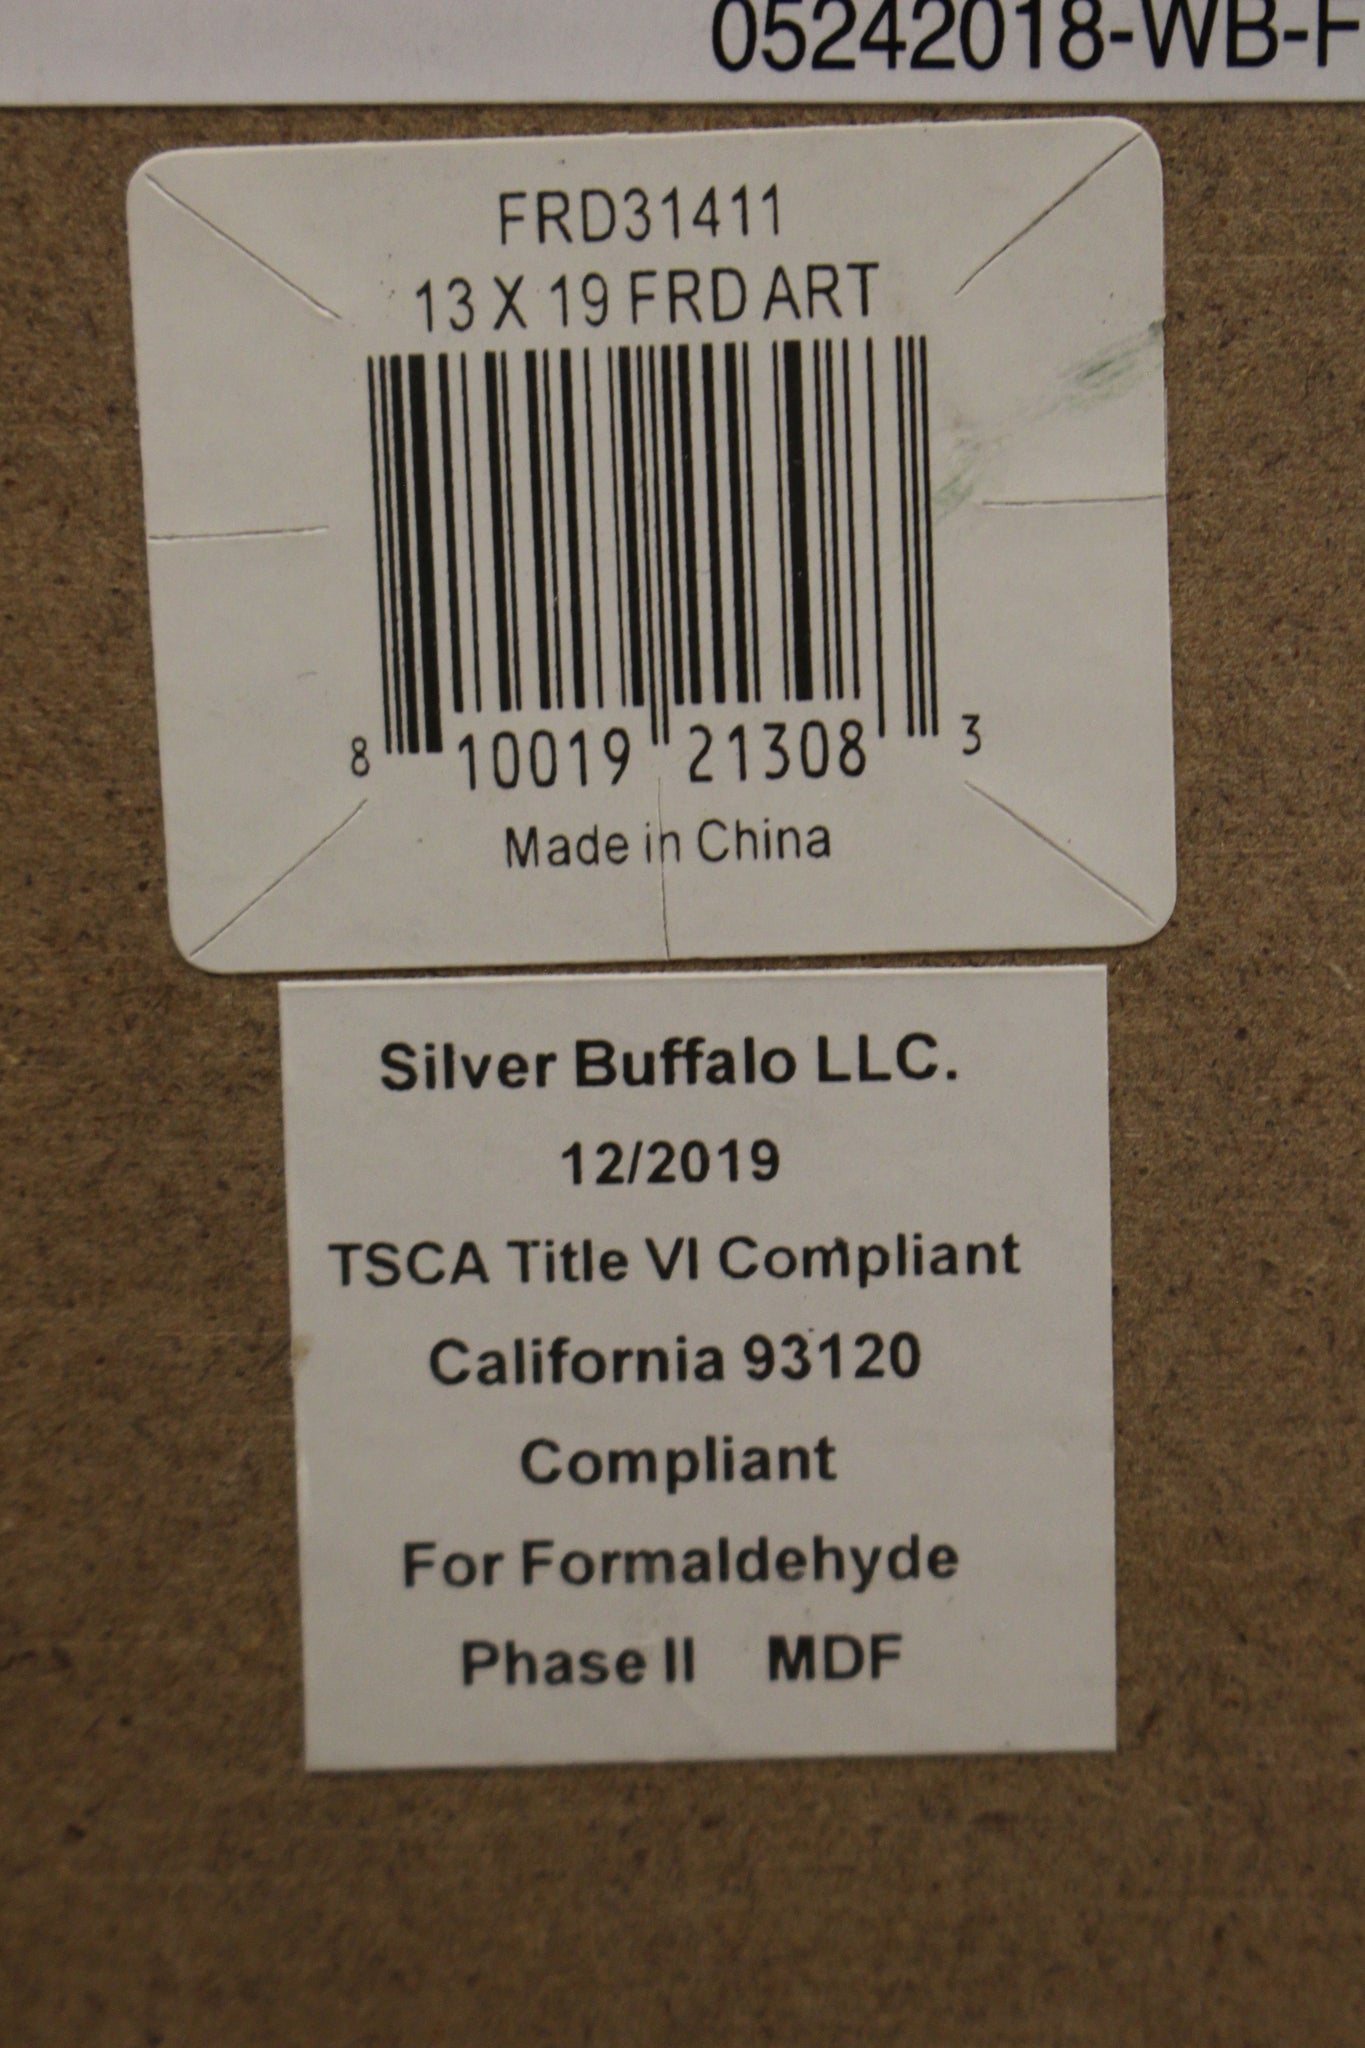 05242018-WB-F
FRD31411
13 X 19 FRD ART
8 10019 21308 3
Made in China
Silver Buffalo LLC.
12/2019
TSCA Title VI Compliant
California 93120
Compliant
For Formaldehyde
Phase II MDF